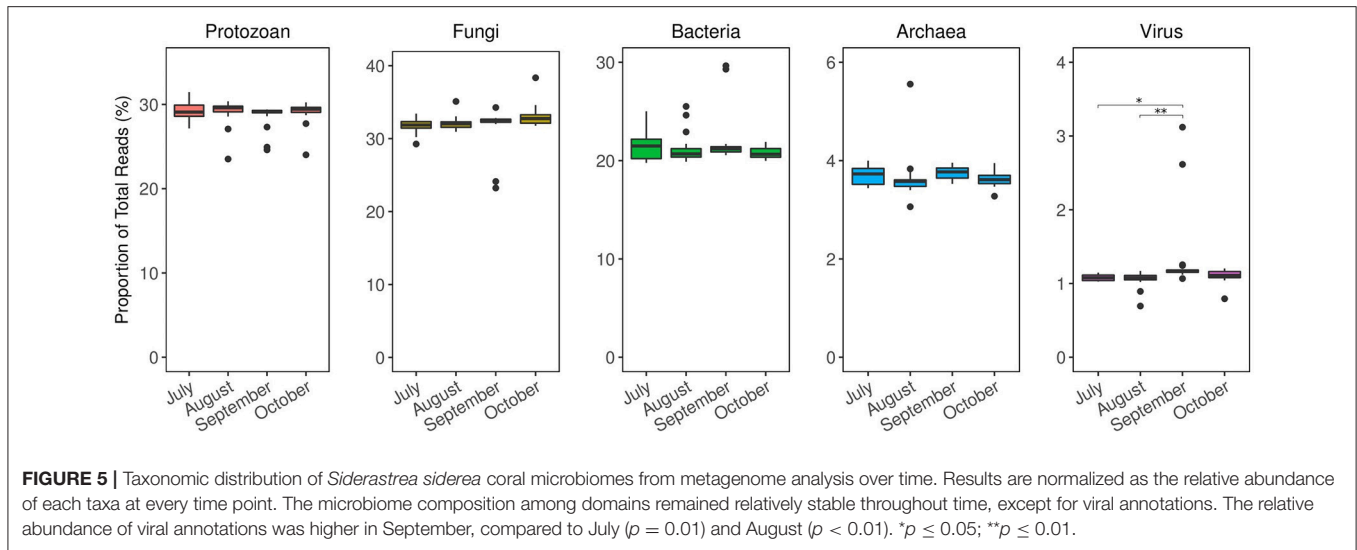 Protozoan Fungi Bacteria Archaea Virus
Proportion of Total Reads (%)
30
20
10
0
40
30
20
10
0
30
20
10
0
6
4
2
0
4
3
2
1
0
* 
**
July August September October
July August September October
July August September October
July August September October
July August September October
FIGURE 5 | Taxonomic distribution of Siderastrea siderea coral microbiomes from metagenome analysis over time. Results are normalized as the relative abundance
of each taxa at every time point. The microbiome composition among domains remained relatively stable throughout time, except for viral annotations. The relative
abundance of viral annotations was higher in September, compared to July (p = 0.01) and August (p < 0.01). *p ≤ 0.05; **p ≤ 0.01.